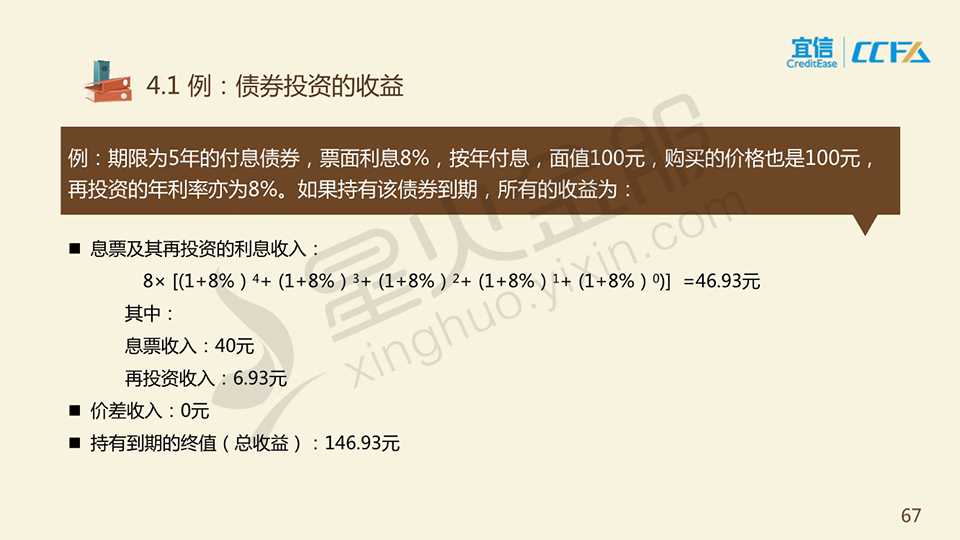 宜信
CreditEase
CCFA
4.1 例：债券投资的收益
例：期限为5年的付息债券，票面利息8%，按年付息，面值100元，购买的价格也是100元，
再投资的年利率亦为8%。如果持有该债券到期，所有的收益为：
■ 息票及其再投资的利息收入：
8× [(1+8%）⁴+ (1+8%）³+ (1+8%）²+ (1+8%）¹+ (1+8%）⁰)] =46.93元
其中：
息票收入：40元
再投资收入：6.93元
■ 价差收入：0元
■ 持有到期的终值（总收益）：146.93元
星火金服
xinghuo.yixin.com
67